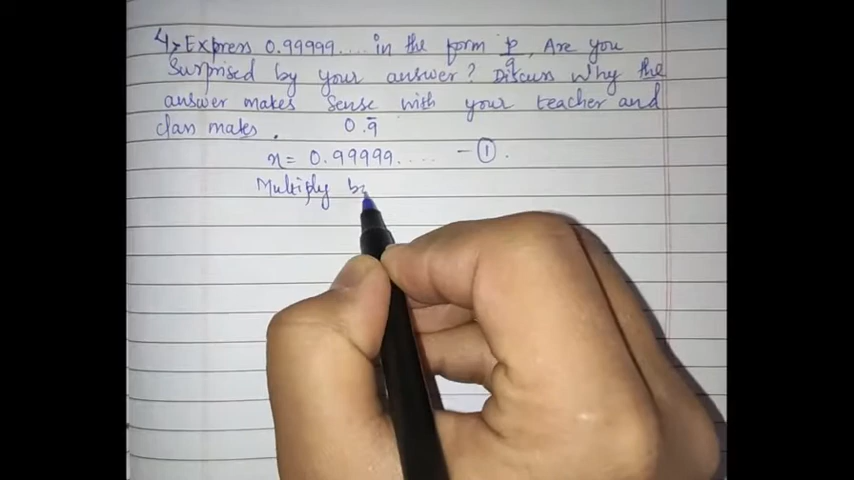 4> Express 0.99999.... in the form p/q. Are you
Surprised by your answer? Discuss why the
answer makes Sense with your teacher and
class mates.
0.9̅
x= 0.99999.... - ①.
Multiply by